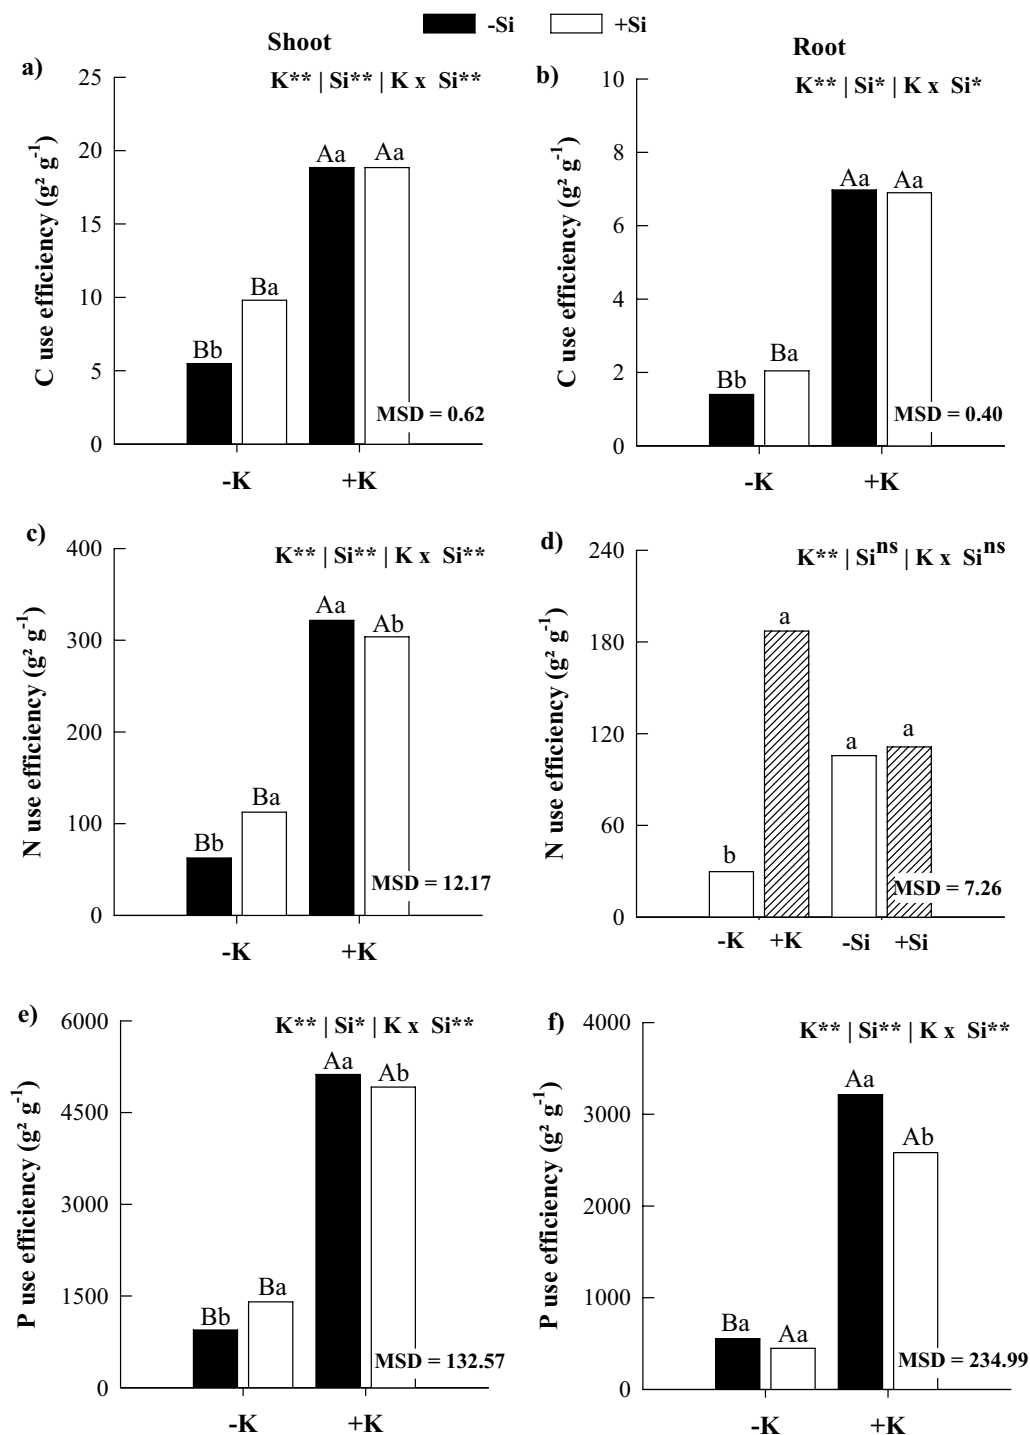 -Si +Si
Shoot Root
a)
K** | Si** | K x Si**
C use efficiency (g² g⁻¹)
25
20
15
10
5
0
Bb
Ba
Aa
Aa
MSD = 0.62
-K +K
b)
K** | Si* | K x Si*
C use efficiency (g² g⁻¹)
10
8
6
4
2
0
Bb
Ba
Aa
Aa
MSD = 0.40
-K +K
c)
K** | Si** | K x Si**
N use efficiency (g² g⁻¹)
400
300
200
100
0
Bb
Ba
Aa
Ab
MSD = 12.17
-K +K
d)
K** | Siⁿˢ | K x Siⁿˢ
N use efficiency (g² g⁻¹)
240
180
120
60
0
b
a
a
a
MSD = 7.26
-K +K -Si +Si
e)
K** | Si* | K x Si**
P use efficiency (g² g⁻¹)
6000
4500
3000
1500
0
Bb
Ba
Aa
Ab
MSD = 132.57
-K +K
f)
K** | Si** | K x Si**
P use efficiency (g² g⁻¹)
4000
3000
2000
1000
0
Ba
Aa
Aa
Ab
MSD = 234.99
-K +K